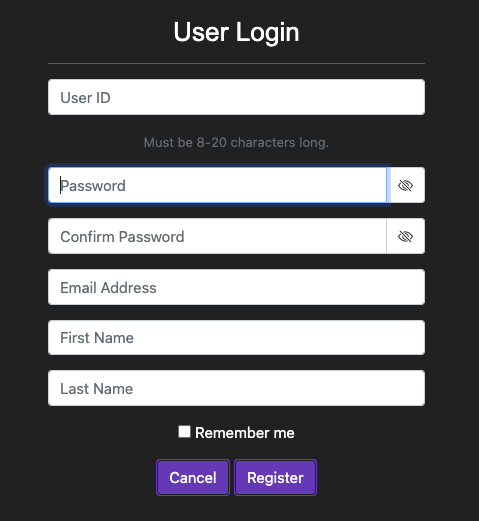 User Login
User ID
Must be 8-20 characters long.
Password
Confirm Password
Email Address
First Name
Last Name
Remember me
Cancel Register